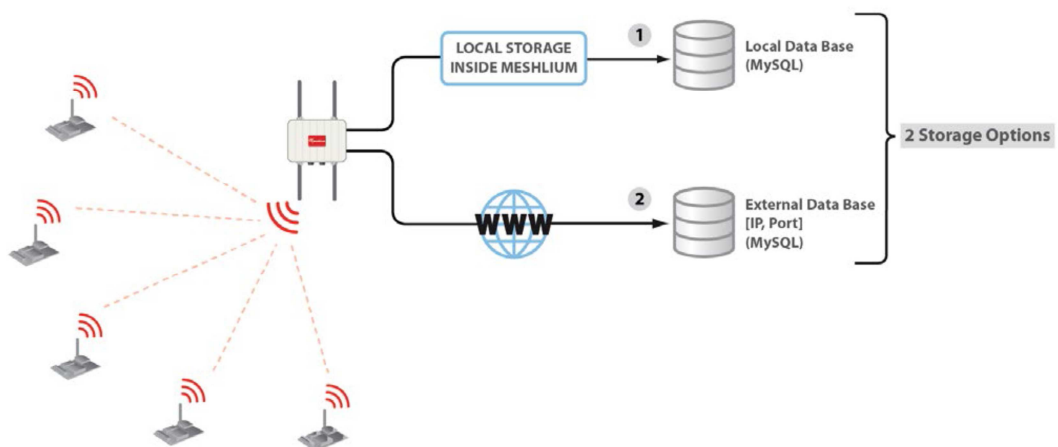 LOCAL STORAGE
INSIDE MESHLIUM
1
Local Data Base
(MySQL)
2 Storage Options
WWW
2
External Data Base
[IP, Port]
(MySQL)